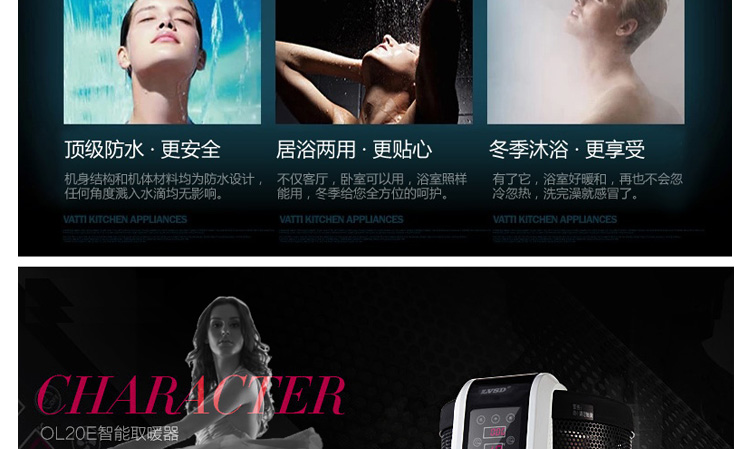 顶级防水·更安全
机身结构和机体材料均为防水设计，
任何角度溅入水滴均无影响。
VATTI KITCHEN APPLIANCES
居浴两用·更贴心
不仅客厅，卧室可以用，浴室照样
能用，冬季给您全方位的呵护。
VATTI KITCHEN APPLIANCES
冬季沐浴·更享受
有了它，浴室好暖和，再也不会忽
冷忽热，洗完澡就感冒了。
VATTI KITCHEN APPLIANCES
CHARACTER
OL20E智能取暖器